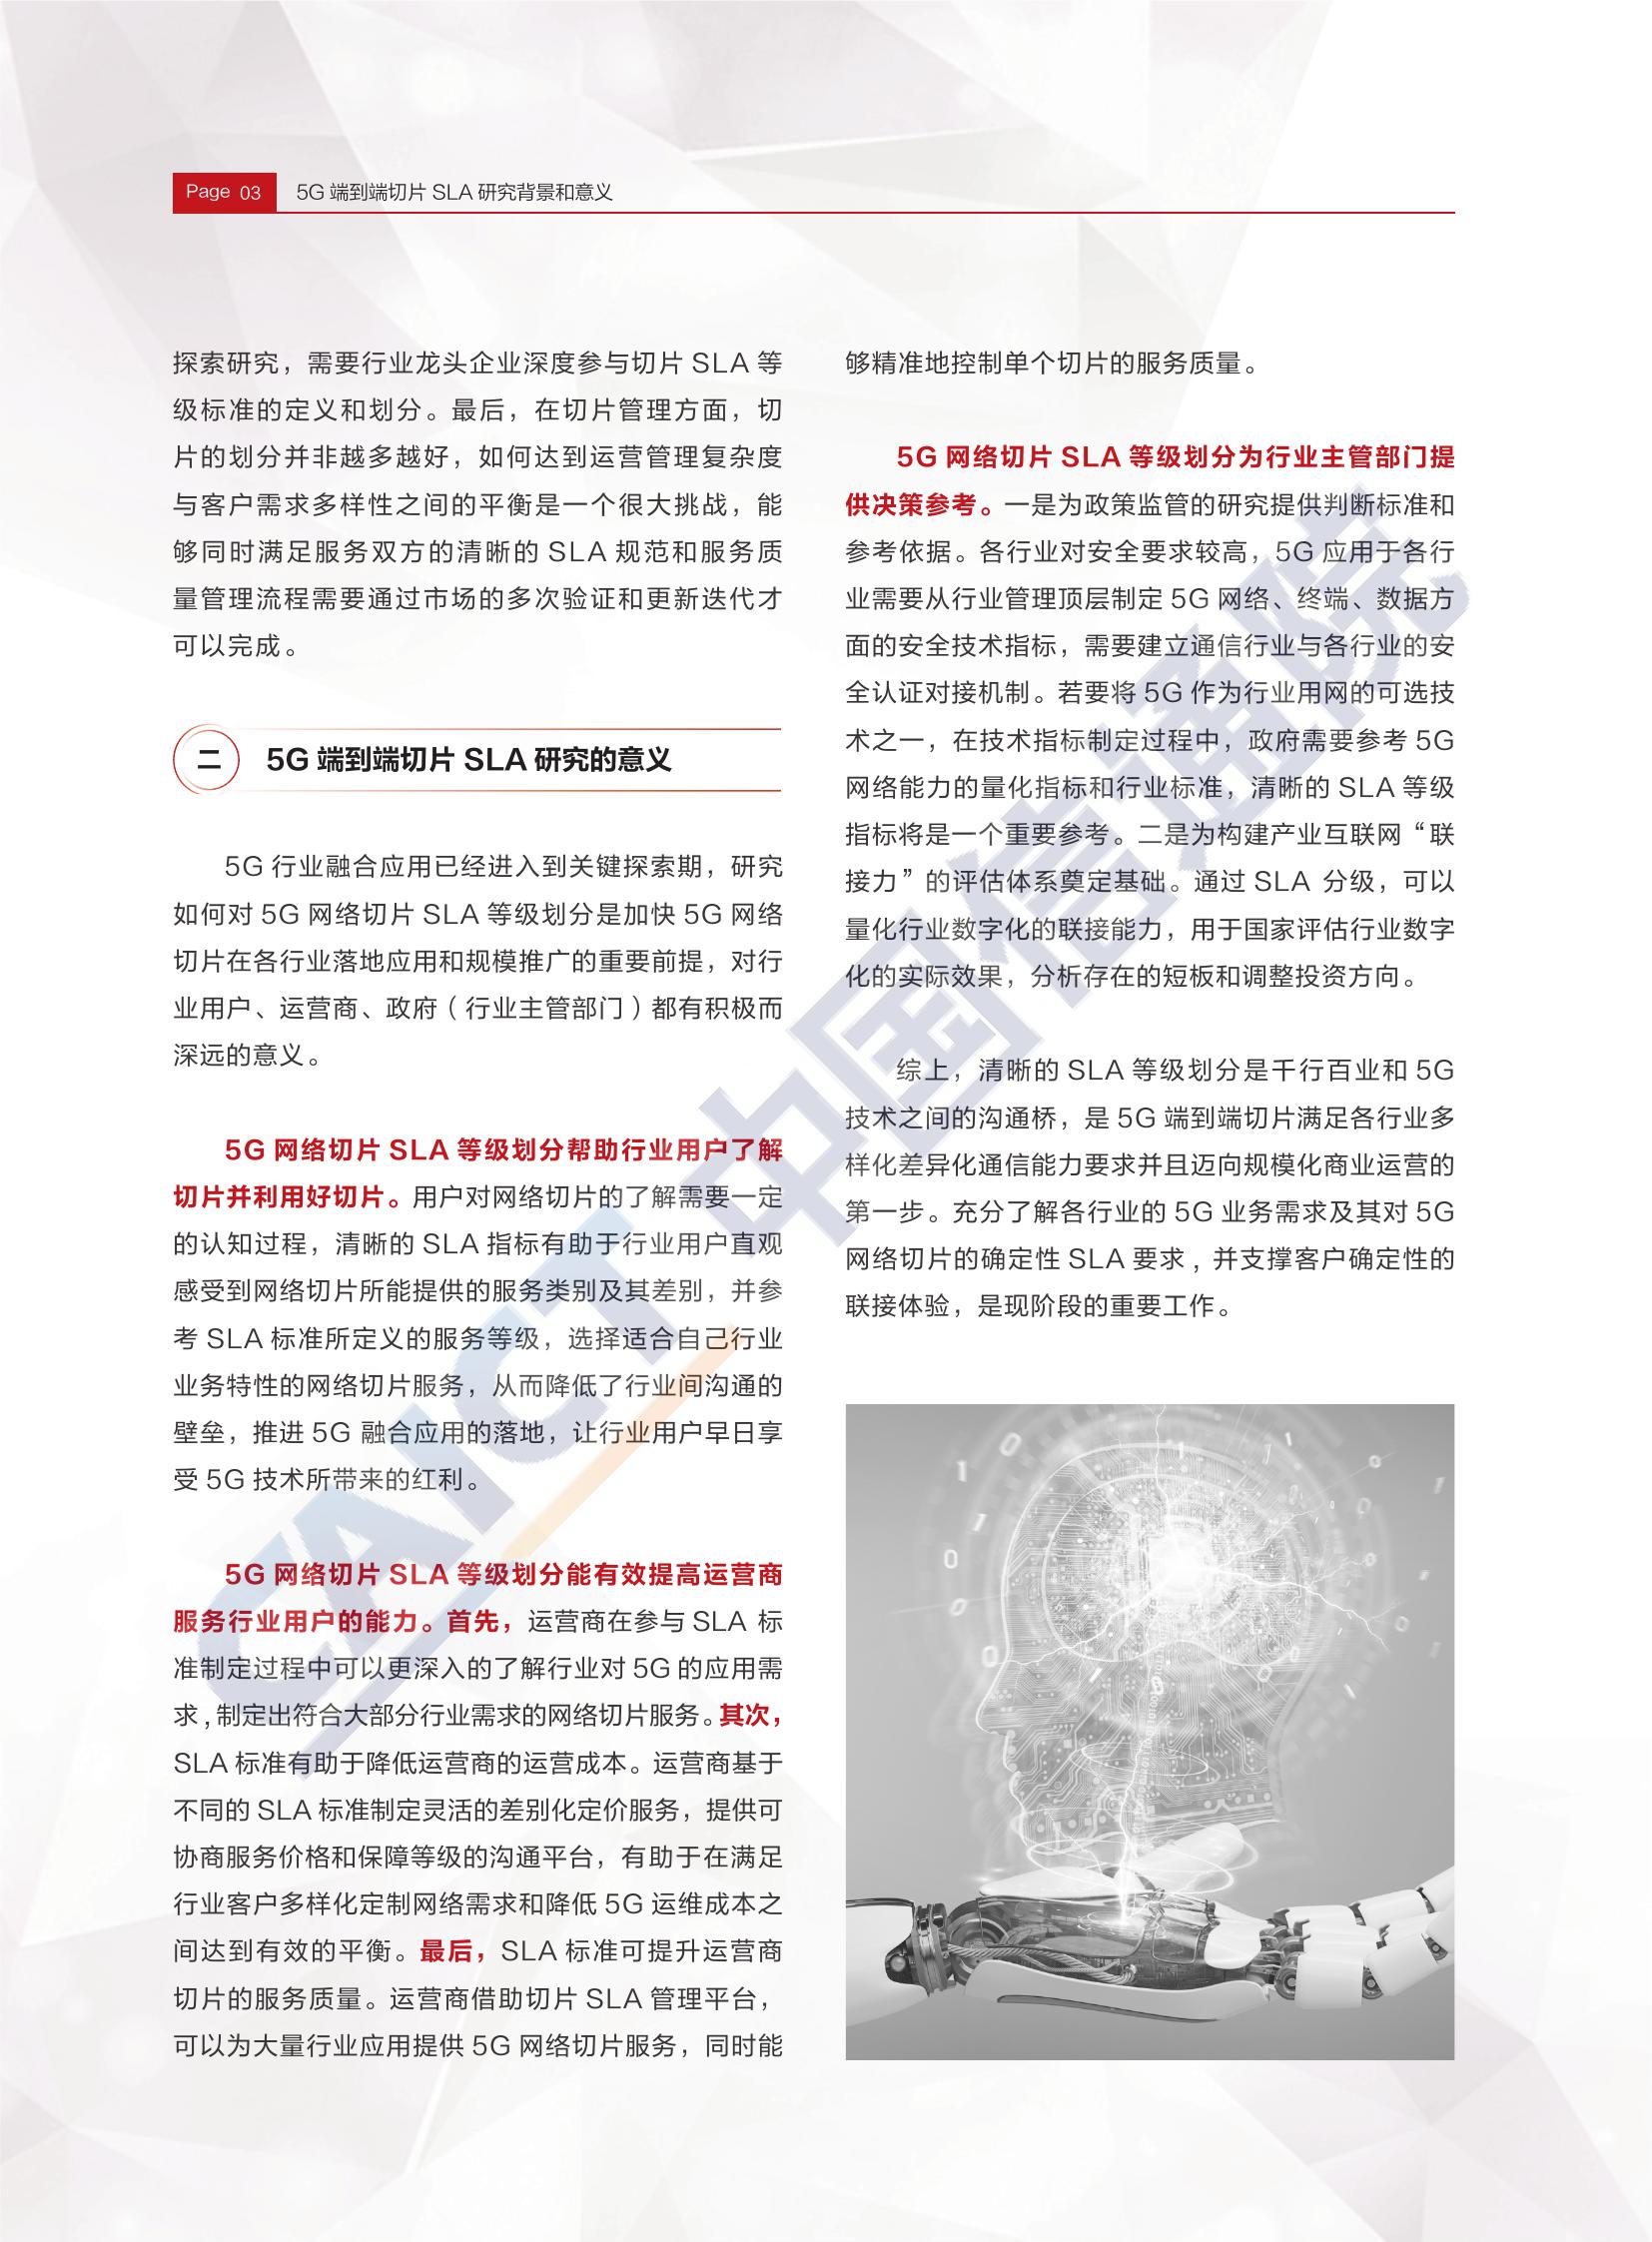 Page 03
5G 端到端切片 SLA 研究背景和意义
探索研究，需要行业龙头企业深度参与切片 SLA 等
级标准的定义和划分。最后，在切片管理方面，切
片的划分并非越多越好，如何达到运营管理复杂度
与客户需求多样性之间的平衡是一个很大挑战，能
够同时满足服务双方的清晰的 SLA 规范和服务质
量管理流程需要通过市场的多次验证和更新迭代才
可以完成。
二
5G 端到端切片 SLA 研究的意义
5G 行业融合应用已经进入到关键探索期，研究
如何对 5G 网络切片 SLA 等级划分是加快 5G 网络
切片在各行业落地应用和规模推广的重要前提，对行
业用户、运营商、政府（行业主管部门）都有积极而
深远的意义。
5G 网络切片 SLA 等级划分帮助行业用户了解
切片并利用好切片。用户对网络切片的了解需要一定
的认知过程，清晰的 SLA 指标有助于行业用户直观
感受到网络切片所能提供的服务类别及其差别，并参
考 SLA 标准所定义的服务等级，选择适合自己行业
业务特性的网络切片服务，从而降低了行业间沟通的
壁垒，推进 5G 融合应用的落地，让行业用户早日享
受 5G 技术所带来的红利。
5G 网络切片 SLA 等级划分能有效提高运营商
服务行业用户的能力。首先，运营商在参与 SLA 标
准制定过程中可以更深入的了解行业对 5G 的应用需
求，制定出符合大部分行业需求的网络切片服务。其次，
SLA 标准有助于降低运营商的运营成本。运营商基于
不同的 SLA 标准制定灵活的差别化定价服务，提供可
协商服务价格和保障等级的沟通平台，有助于在满足
行业客户多样化定制网络需求和降低 5G 运维成本之
间达到有效的平衡。最后，SLA 标准可提升运营商
切片的服务质量。运营商借助切片 SLA 管理平台，
可以为大量行业应用提供 5G 网络切片服务，同时能
够精准地控制单个切片的服务质量。
5G 网络切片 SLA 等级划分为行业主管部门提
供决策参考。一是为政策监管的研究提供判断标准和
参考依据。各行业对安全要求较高，5G 应用于各行
业需要从行业管理顶层制定 5G 网络、终端、数据方
面的安全技术指标，需要建立通信行业与各行业的安
全认证对接机制。若要将 5G 作为行业用网的可选技
术之一，在技术指标制定过程中，政府需要参考 5G
网络能力的量化指标和行业标准，清晰的 SLA 等级
指标将是一个重要参考。二是为构建产业互联网“联
接力”的评估体系奠定基础。通过 SLA 分级，可以
量化行业数字化的联接能力，用于国家评估行业数字
化的实际效果，分析存在的短板和调整投资方向。
综上，清晰的 SLA 等级划分是千行百业和 5G
技术之间的沟通桥，是 5G 端到端切片满足各行业多
样化差异化通信能力要求并且迈向规模化商业运营的
第一步。充分了解各行业的 5G 业务需求及其对 5G
网络切片的确定性 SLA 要求，并支撑客户确定性的
联接体验，是现阶段的重要工作。
CAICT 中国信通院